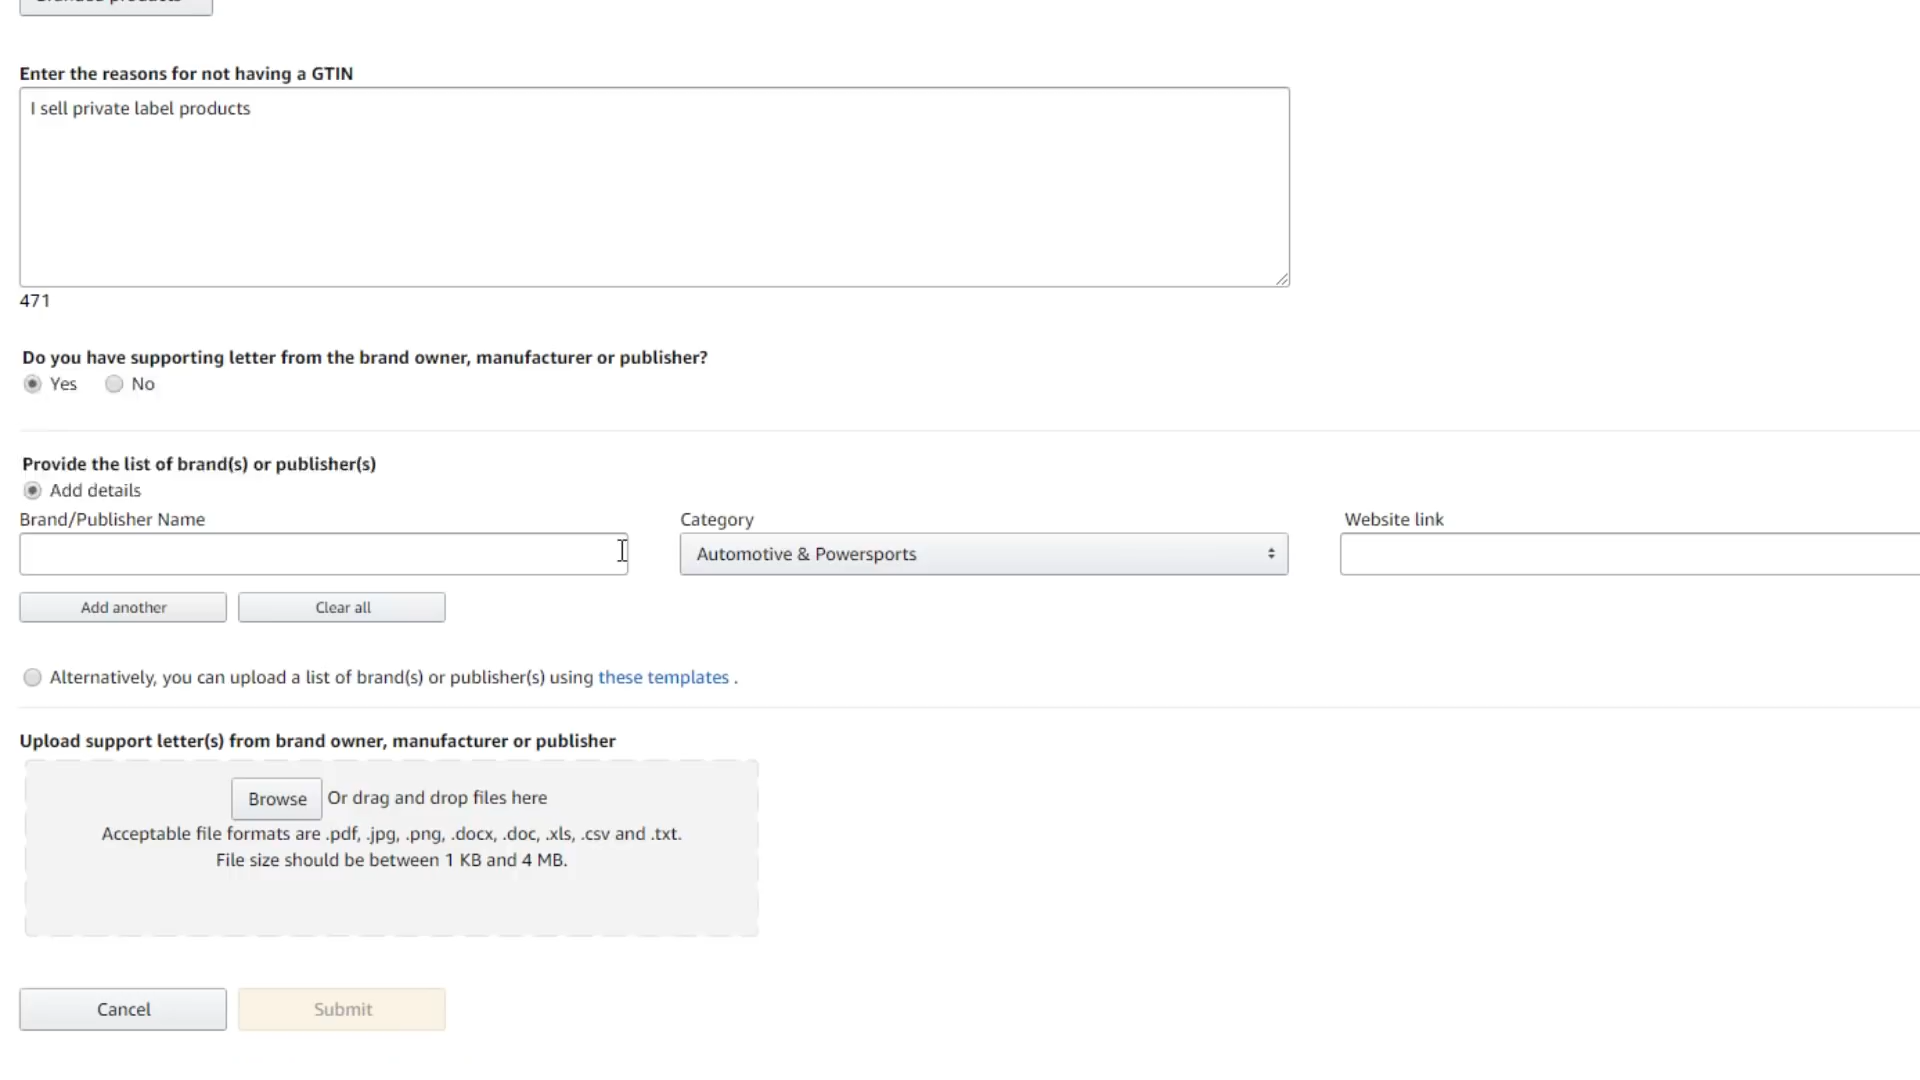 Branded products
Enter the reasons for not having a GTIN
I sell private label products
471
Do you have supporting letter from the brand owner, manufacturer or publisher?
Yes No
Provide the list of brand(s) or publisher(s)
Add details
Brand/Publisher Name Category Website link
Automotive & Powersports
Add another Clear all
Alternatively, you can upload a list of brand(s) or publisher(s) using these templates .
Upload support letter(s) from brand owner, manufacturer or publisher
Browse Or drag and drop files here
Acceptable file formats are .pdf, .jpg, .png, .docx, .doc, .xls, .csv and .txt.
File size should be between 1 KB and 4 MB.
Cancel Submit